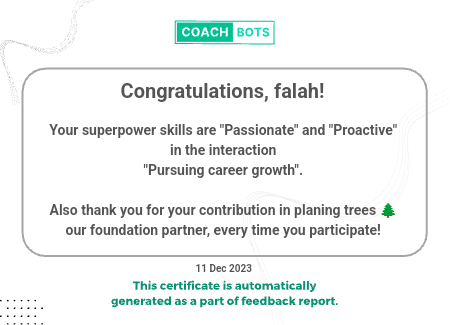 COACH BOTS
Congratulations, falah!
Your superpower skills are "Passionate" and "Proactive"
in the interaction
"Pursuing career growth".
Also thank you for your contribution in planing trees 🌲
our foundation partner, every time you participate!
11 Dec 2023
This certificate is automatically
generated as a part of feedback report.